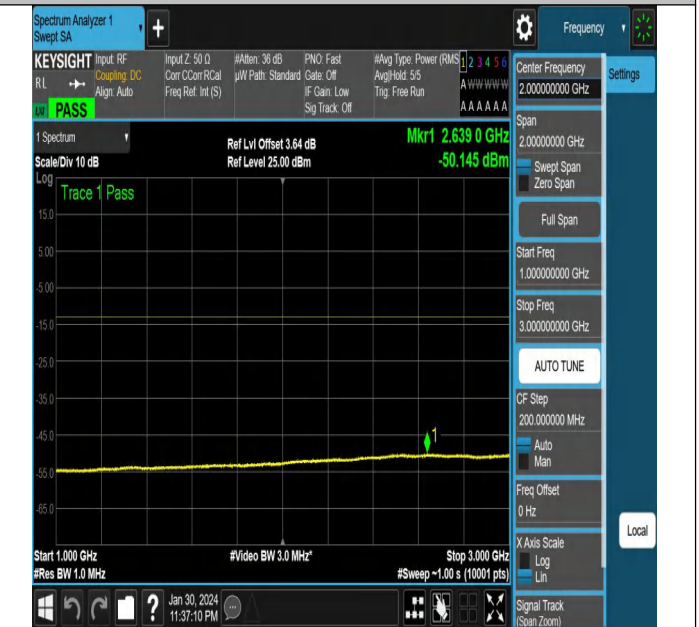 Spectrum Analyzer 1
Swept SA
+
Frequency
KEYSIGHT
RL
PASS
Input: RF
Coupling: DC
Align: Auto
Input Z: 50 Ω
Corr CCorr RCal
Freq Ref: Int (S)
#Atten: 36 dB
µW Path: Standard
PNO: Fast
Gate: Off
IF Gain: Low
Sig Track: Off
#Avg Type: Power (RMS
Avg|Hold: 5/5
Trig: Free Run
1 2 3 4 5 6
A W W W W W
A A A A A A
1 Spectrum
Scale/Div 10 dB
Log
Ref Lvl Offset 3.64 dB
Ref Level 25.00 dBm
Mkr1 2.639 0 GHz
-50.145 dBm
Trace 1 Pass
15.0
5.00
-5.00
-15.0
-25.0
-35.0
-45.0
-55.0
-65.0
1
Start 1.000 GHz
#Res BW 1.0 MHz
#Video BW 3.0 MHz*
Stop 3.000 GHz
#Sweep ~1.00 s (10001 pts)
?
Jan 30, 2024
11:37:10 PM
Center Frequency
2.000000000 GHz
Settings
Span
2.00000000 GHz
Swept Span
Zero Span
Full Span
Start Freq
1.000000000 GHz
Stop Freq
3.000000000 GHz
AUTO TUNE
CF Step
200.000000 MHz
Auto
Man
Freq Offset
0 Hz
X Axis Scale
Log
Lin
Local
Signal Track
(Span Zoom)